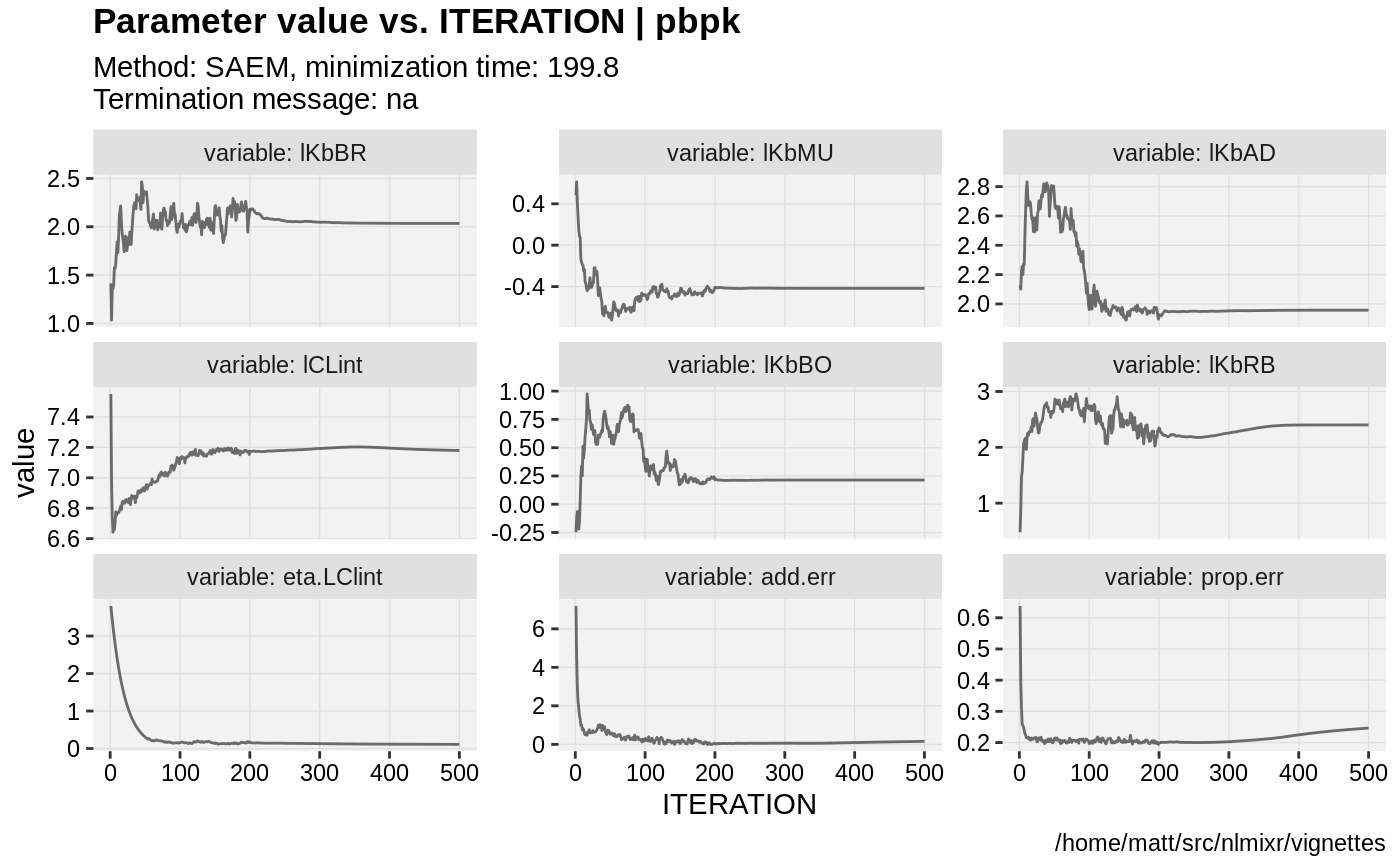 Parameter value vs. ITERATION | pbpk
Method: SAEM, minimization time: 199.8
Termination message: na
variable: lKbBR
variable: lKbMU
variable: lKbAD
2.5
2.0
1.5
1.0
0.4
0.0
-0.4
2.8
2.6
2.4
2.2
2.0
variable: lCLint
variable: lKbBO
variable: lKbRB
7.4
7.2
7.0
6.8
6.6
1.00
0.75
0.50
0.25
0.00
-0.25
3
2
1
value
variable: eta.LClint
variable: add.err
variable: prop.err
3
2
1
0
6
4
2
0
0.6
0.5
0.4
0.3
0.2
0 100 200 300 400 500
0 100 200 300 400 500
0 100 200 300 400 500
ITERATION
/home/matt/src/nlmixr/vignettes